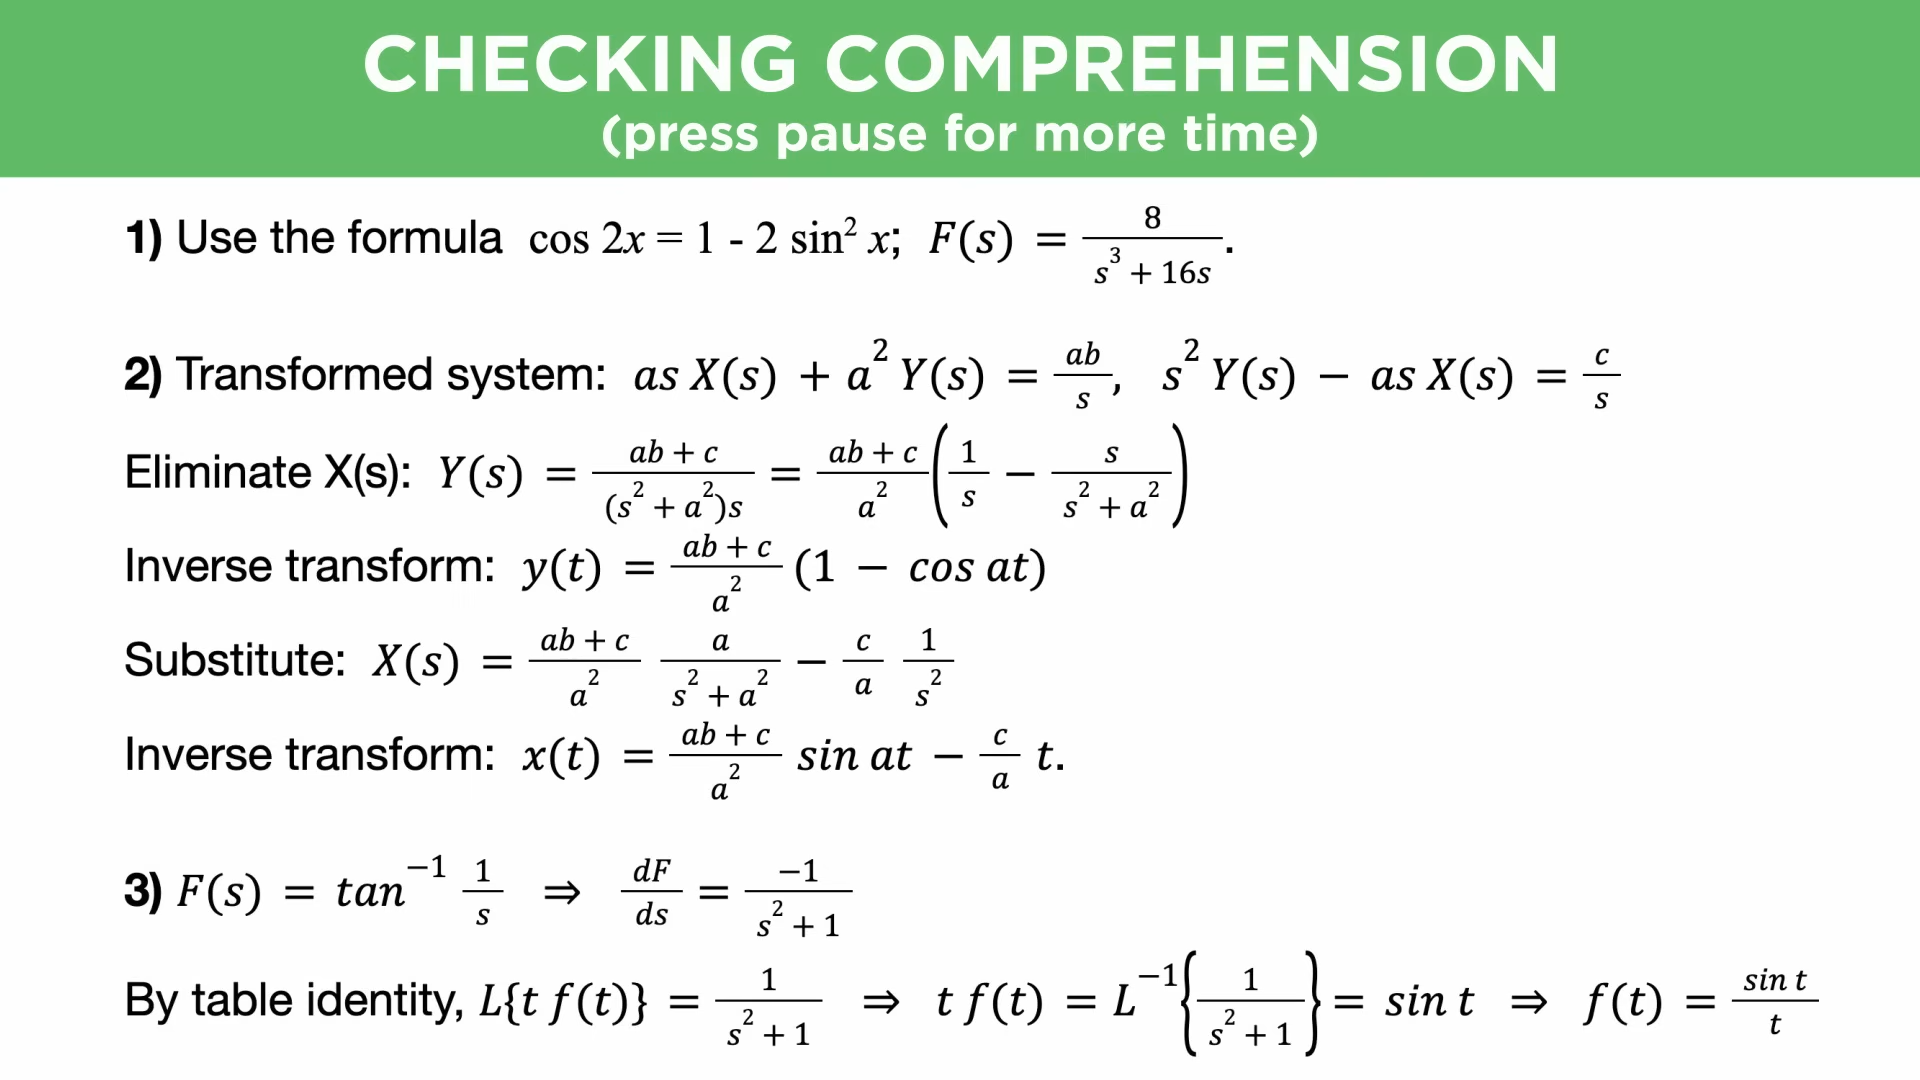 CHECKING COMPREHENSION
(press pause for more time)
1) Use the formula cos 2x = 1 - 2 sin² x; F(s) = 8 / (s³ + 16s).
2) Transformed system: as X(s) + a² Y(s) = ab/s, s² Y(s) − as X(s) = c/s
Eliminate X(s): Y(s) = (ab + c) / ((s² + a²)s) = (ab + c)/a² (1/s − s/(s² + a²))
Inverse transform: y(t) = (ab + c)/a² (1 − cos at)
Substitute: X(s) = (ab + c)/a² a/(s² + a²) − c/a 1/s²
Inverse transform: x(t) = (ab + c)/a² sin at − c/a t.
3) F(s) = tan⁻¹ 1/s ⇒ dF/ds = −1/(s² + 1)
By table identity, L{t f(t)} = 1/(s² + 1) ⇒ t f(t) = L⁻¹{1/(s² + 1)} = sin t ⇒ f(t) = sin t/t